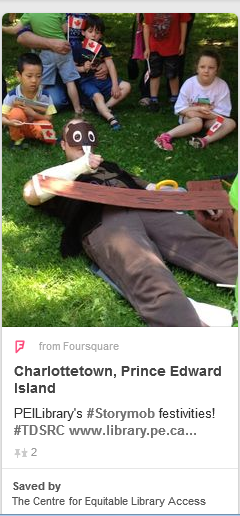 from Foursquare
Charlottetown, Prince Edward
Island
PEILibrary's #Storymob festivities!
#TDSRC www.library.pe.ca...
2
Saved by
The Centre for Equitable Library Access